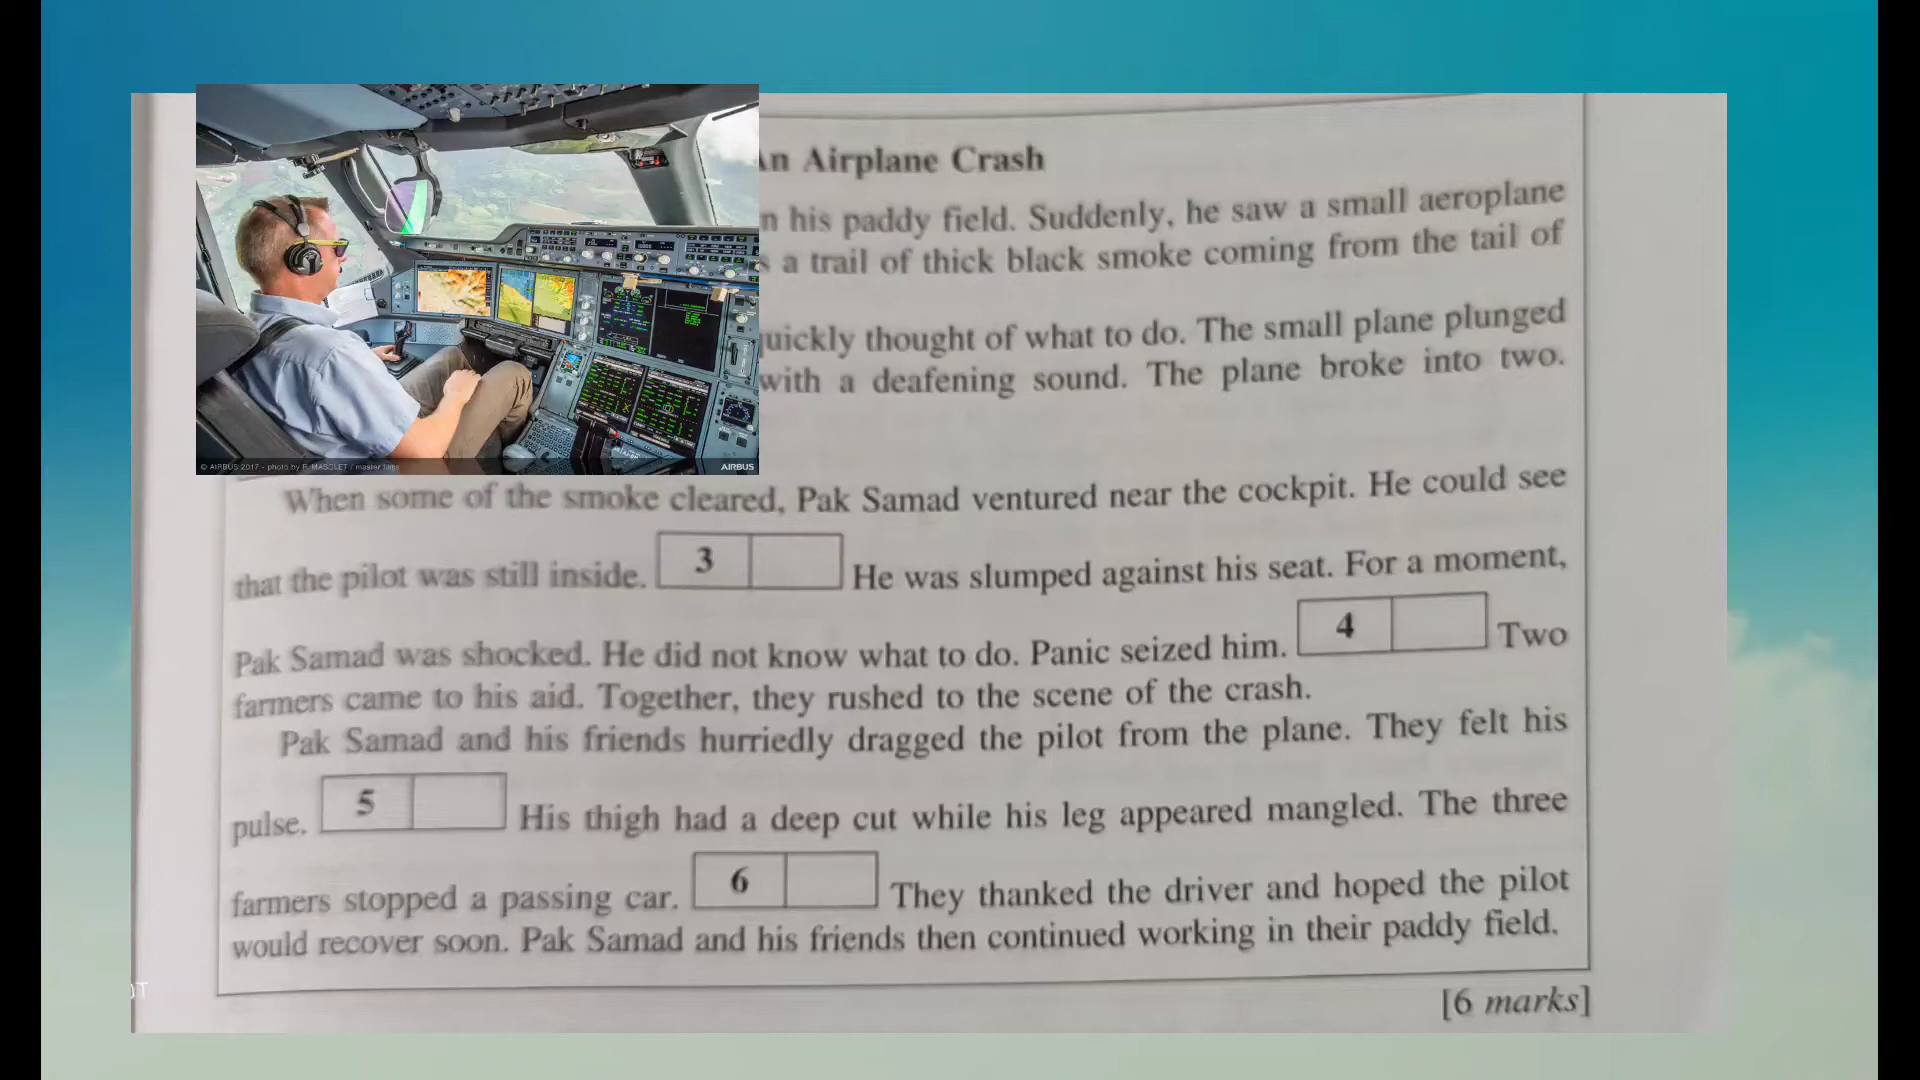 An Airplane Crash
n his paddy field. Suddenly, he saw a small aeroplane
s a trail of thick black smoke coming from the tail of
uickly thought of what to do. The small plane plunged
with a deafening sound. The plane broke into two.
© AIRBUS 2017 - photo by P. MASCLET / master films
AIRBUS
When some of the smoke cleared, Pak Samad ventured near the cockpit. He could see
that the pilot was still inside. 3 He was slumped against his seat. For a moment,
Pak Samad was shocked. He did not know what to do. Panic seized him. 4 Two
farmers came to his aid. Together, they rushed to the scene of the crash.
Pak Samad and his friends hurriedly dragged the pilot from the plane. They felt his
pulse. 5 His thigh had a deep cut while his leg appeared mangled. The three
farmers stopped a passing car. 6 They thanked the driver and hoped the pilot
would recover soon. Pak Samad and his friends then continued working in their paddy field.
[6 marks]